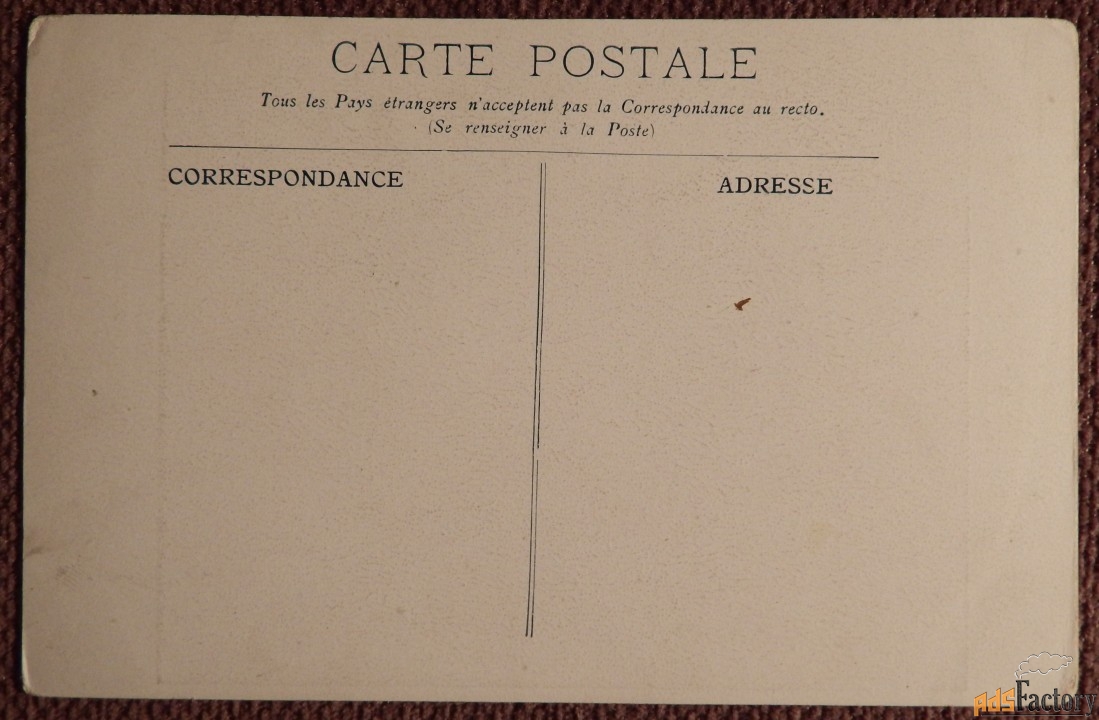 CARTE POSTALE
Tous les Pays étrangers n'acceptent pas la Correspondance au recto.
(Se renseigner à la Poste)
CORRESPONDANCE
ADRESSE
AdsFactory